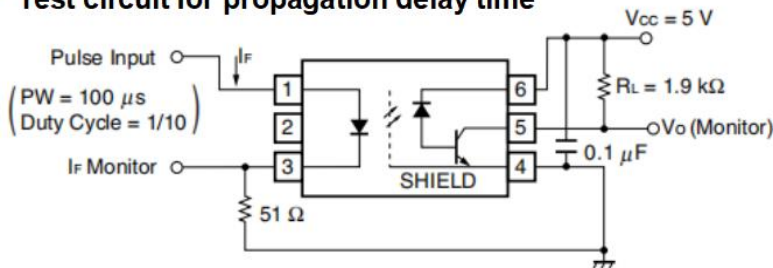 Test circuit for propagation delay time
Vcc = 5 V
Pulse Input
IF
PW = 100 μs
Duty Cycle = 1/10
1
6
RL = 1.9 kΩ
2
5
Vo (Monitor)
IF Monitor
3
4
0.1 μF
SHIELD
51 Ω